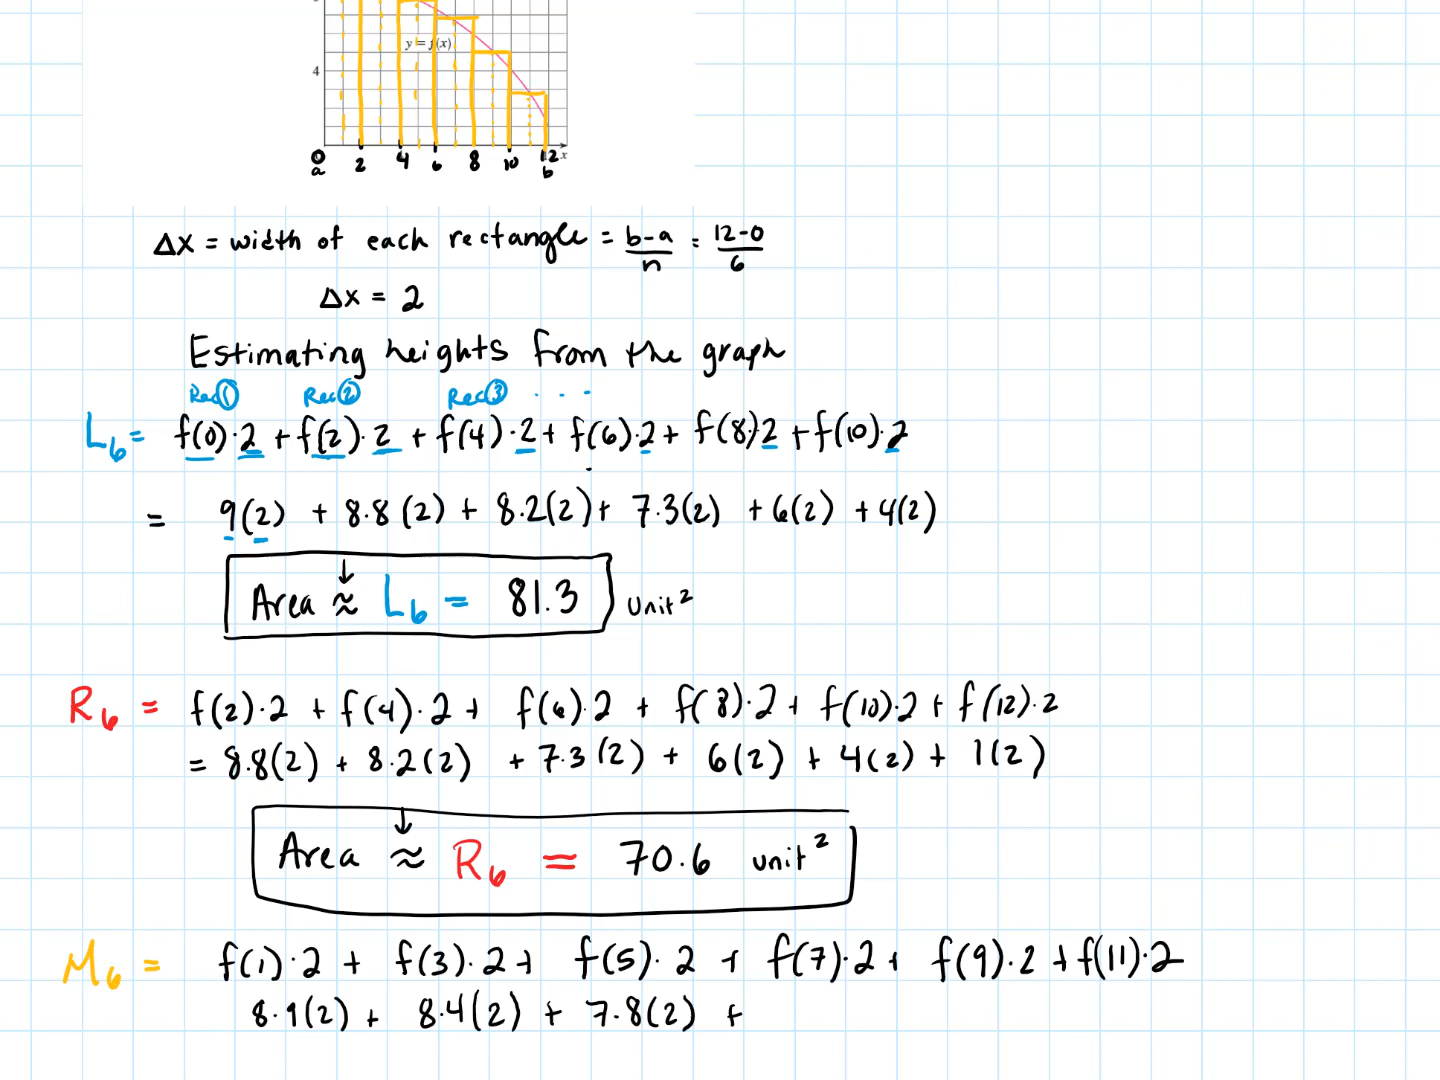 y = f(x)
4
0 2 4 6 8 10 12 x
a b
Δx = width of each rectangle = b-a/n = 12-0/6
Δx = 2
Estimating heights from the graph
Rec① Rec② Rec③ ....
L₆ = f(0)·2 + f(2)·2 + f(4)·2 + f(6)·2 + f(8)·2 + f(10)·2
= 9(2) + 8.8(2) + 8.2(2) + 7.3(2) + 6(2) + 4(2)
Area ≈ L₆ = 81.3 Unit²
R₆ = f(2)·2 + f(4)·2 + f(6)·2 + f(8)·2 + f(10)·2 + f(12)·2
= 8.8(2) + 8.2(2) + 7.3(2) + 6(2) + 4(2) + 1(2)
Area ≈ R₆ = 70.6 unit²
M₆ = f(1)·2 + f(3)·2 + f(5)·2 + f(7)·2 + f(9)·2 + f(11)·2
8.9(2) + 8.4(2) + 7.8(2) +